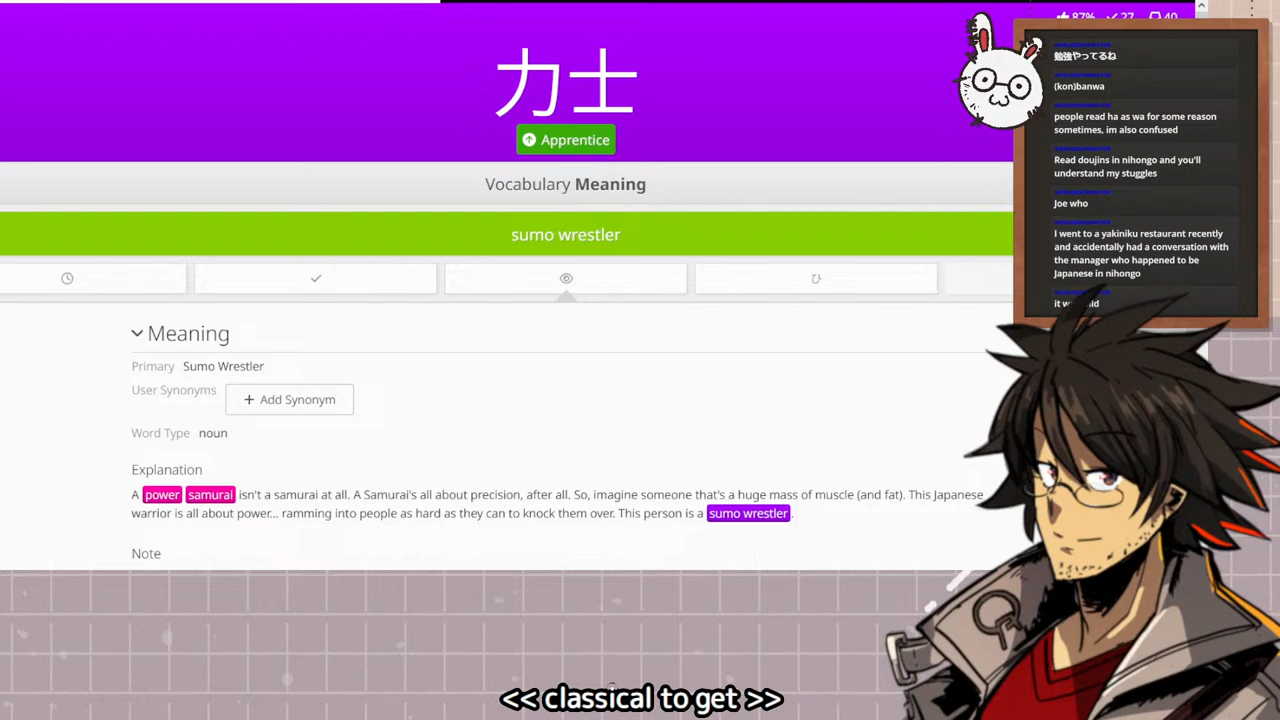 87% 27 40
力士
Apprentice
Vocabulary Meaning
sumo wrestler
ひ
Meaning
Primary Sumo Wrestler
User Synonyms
+ Add Synonym
Word Type noun
Explanation
A power samurai isn't a samurai at all. A Samurai's all about precision, after all. So, imagine someone that's a huge mass of muscle (and fat). This Japanese
warrior is all about power... ramming into people as hard as they can to knock them over. This person is a sumo wrestler.
Note
勉強やってるね
(kon)banwa
people read ha as wa for some reason
sometimes, im also confused
Read doujins in nihongo and you'll
understand my stuggles
Joe who
I went to a yakiniku restaurant recently
and accidentally had a conversation with
the manager who happened to be
Japanese in nihongo
it
<< classical to get >>